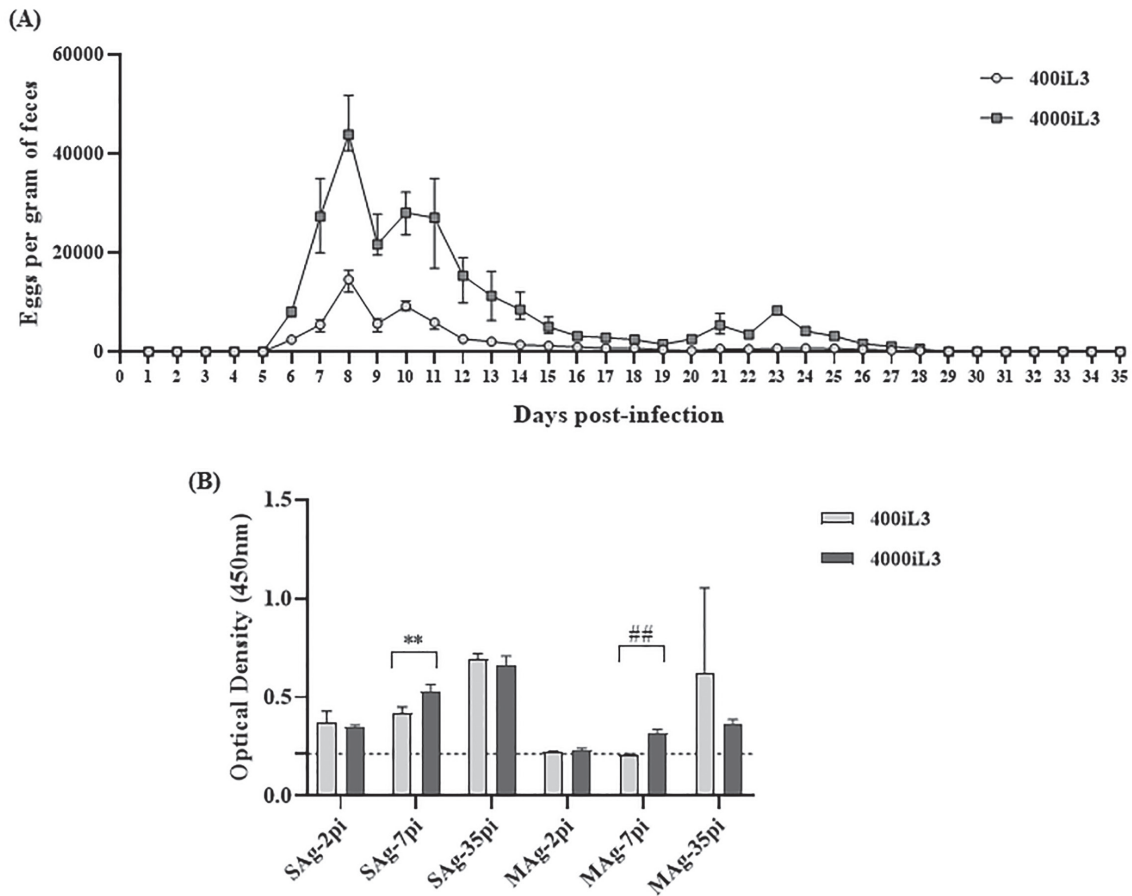 (A)
Eggs per gram of feces
60000
40000
20000
0
0 1 2 3 4 5 6 7 8 9 10 11 12 13 14 15 16 17 18 19 20 21 22 23 24 25 26 27 28 29 30 31 32 33 34 35
Days post-infection
400iL3
4000iL3
(B)
Optical Density (450nm)
1.5
1.0
0.5
0.0
**
##
SAg-2pi
SAg-7pi
SAg-35pi
MAg-2pi
MAg-7pi
MAg-35pi
400iL3
4000iL3